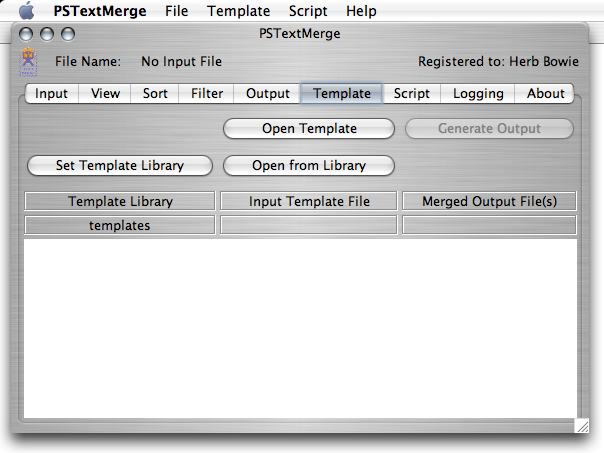 PSTextMerge File Template Script Help
PSTextMerge
File Name: No Input File Registered to: Herb Bowie
Input View Sort Filter Output Template Script Logging About
Open Template Generate Output
Set Template Library Open from Library
Template Library Input Template File Merged Output File(s)
templates